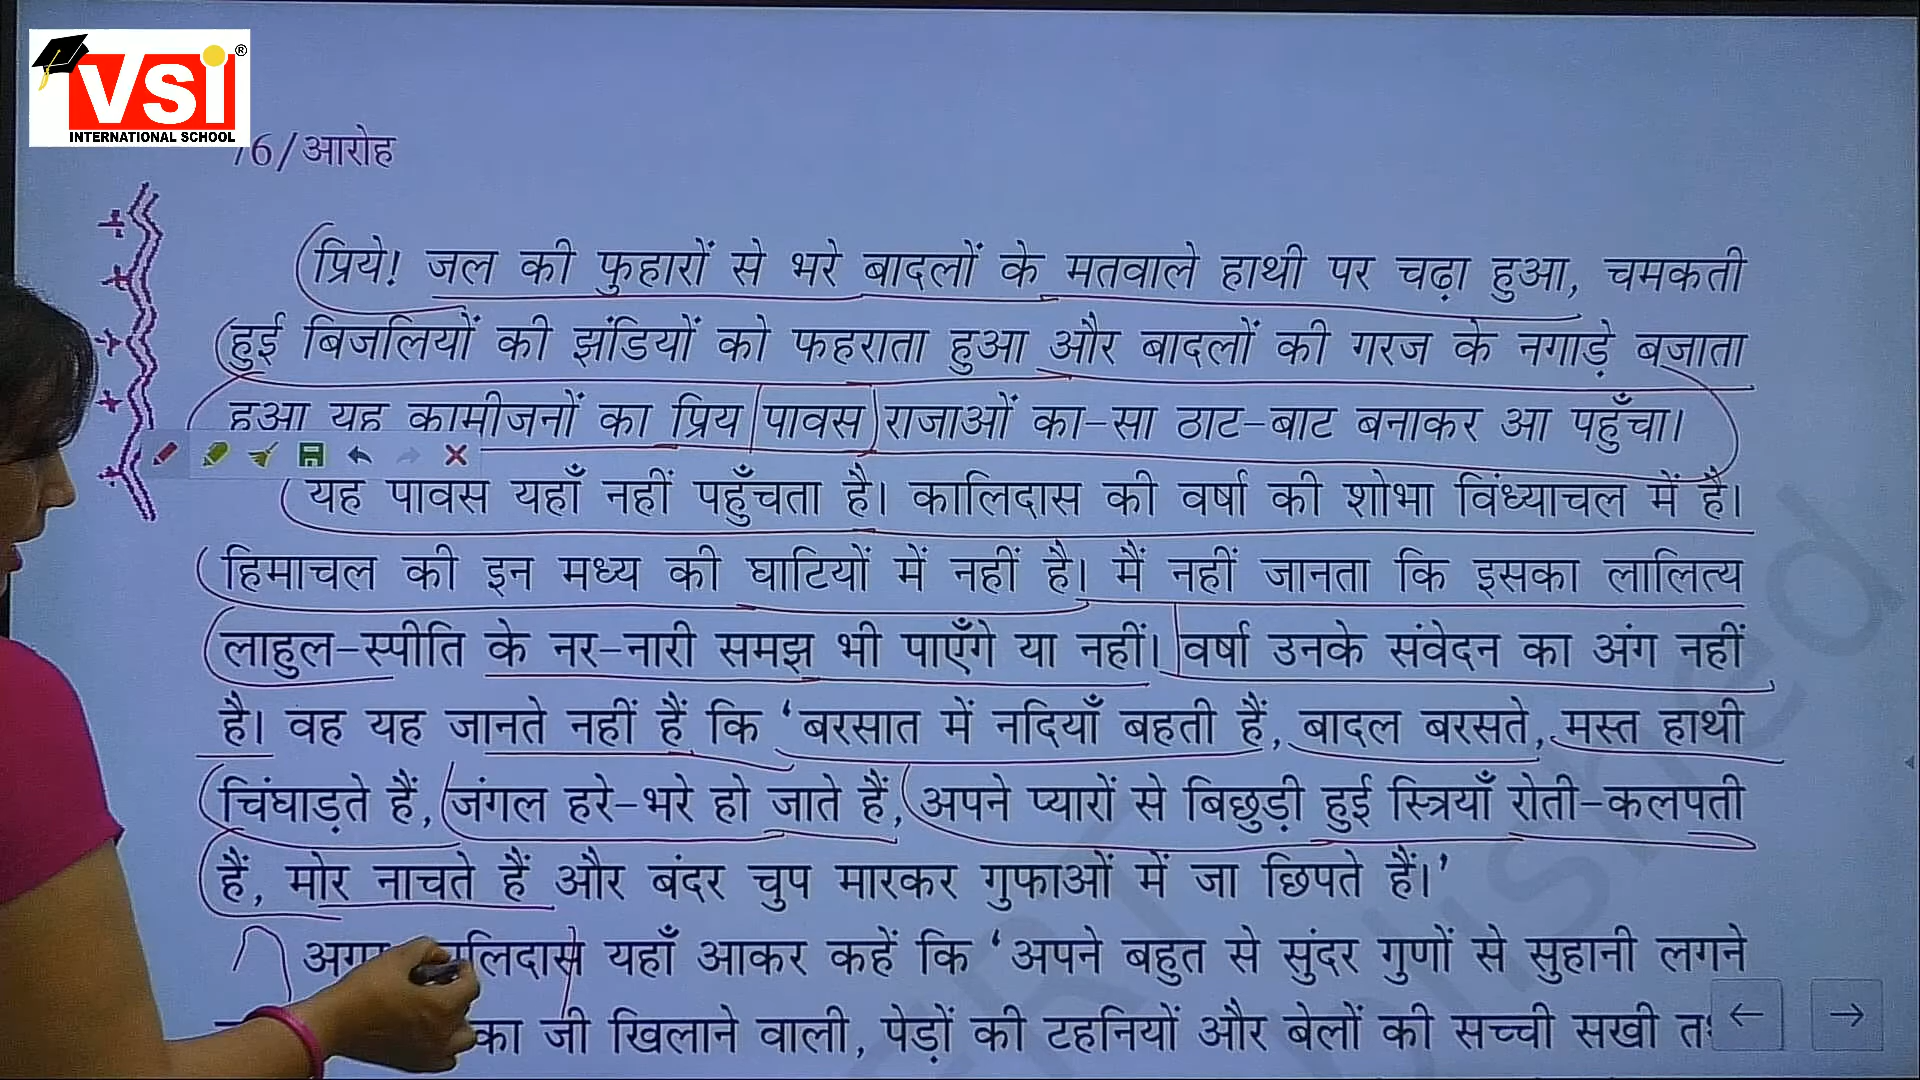 VSI®
INTERNATIONAL SCHOOL
6/आरोह
प्रिये! जल की फुहारों से भरे बादलों के मतवाले हाथी पर चढ़ा हुआ, चमकती
हुई बिजलियों की झंडियों को फहराता हुआ और बादलों की गरज के नगाड़े बजाता
हुआ यह कामीजनों का प्रिय पावस राजाओं का-सा ठाट-बाट बनाकर आ पहुँचा।
यह पावस यहाँ नहीं पहुँचता है। कालिदास की वर्षा की शोभा विंध्याचल में है।
हिमाचल की इन मध्य की घाटियों में नहीं है। मैं नहीं जानता कि इसका लालित्य
लाहुल-स्पीति के नर-नारी समझ भी पाएँगे या नहीं। वर्षा उनके संवेदन का अंग नहीं
है। वह यह जानते नहीं हैं कि ‘बरसात में नदियाँ बहती हैं, बादल बरसते, मस्त हाथी
चिंघाड़ते हैं, जंगल हरे-भरे हो जाते हैं, अपने प्यारों से बिछुड़ी हुई स्त्रियाँ रोती-कलपती
हैं, मोर नाचते हैं और बंदर चुप मारकर गुफाओं में जा छिपते हैं।’
यहाँ आकर कहें कि ‘अपने बहुत से सुंदर गुणों से सुहानी लगने
का जी खिलाने वाली, पेड़ों की टहनियों और बेलों की सच्ची सखी